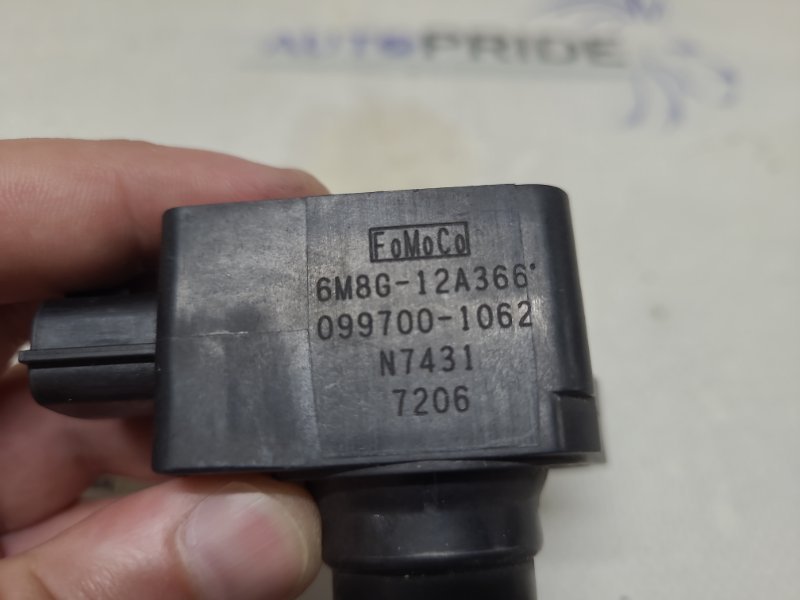 AUTOPRIDE
FoMoCo
6M8G-12A366
099700-1062
N7431
7206